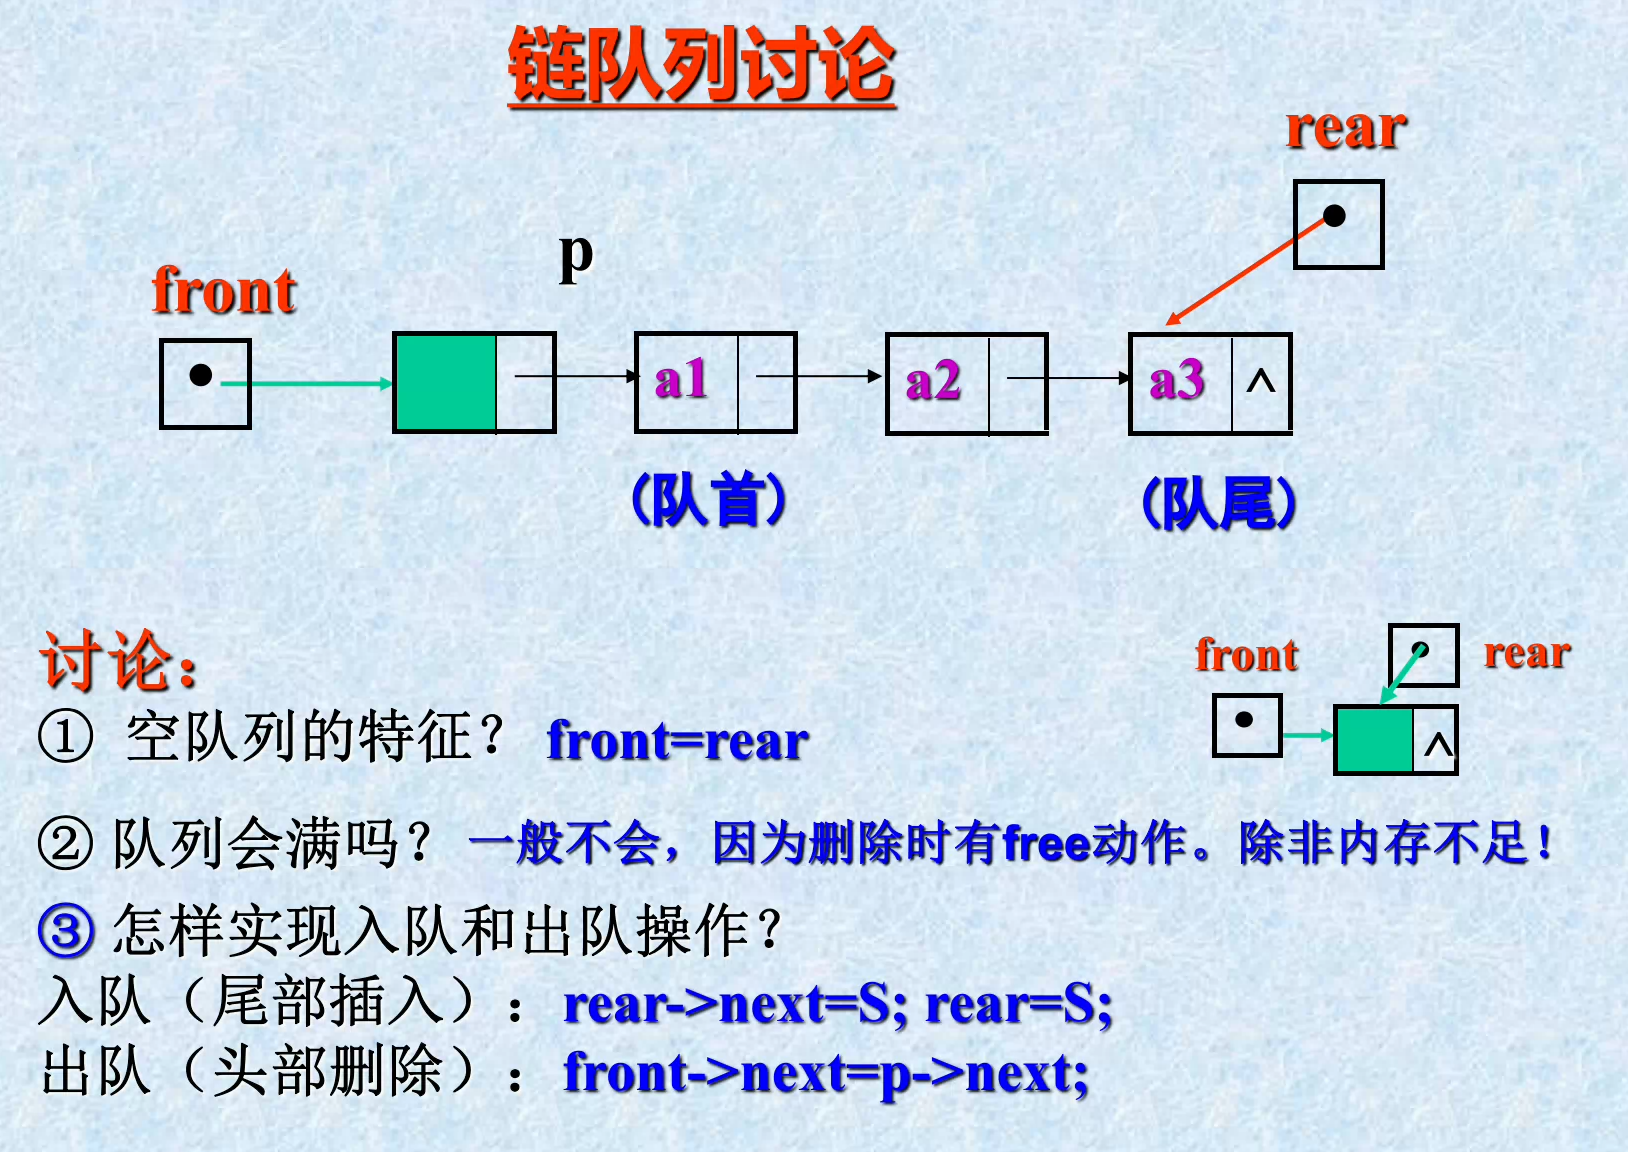 链队列讨论
rear
p
front
a1
a2
a3 ^
(队首)
(队尾)
讨论：
front
rear
^
① 空队列的特征？ front=rear
② 队列会满吗？ 一般不会，因为删除时有free动作。除非内存不足！
③ 怎样实现入队和出队操作？
入队（尾部插入）：rear->next=S; rear=S;
出队（头部删除）：front->next=p->next;